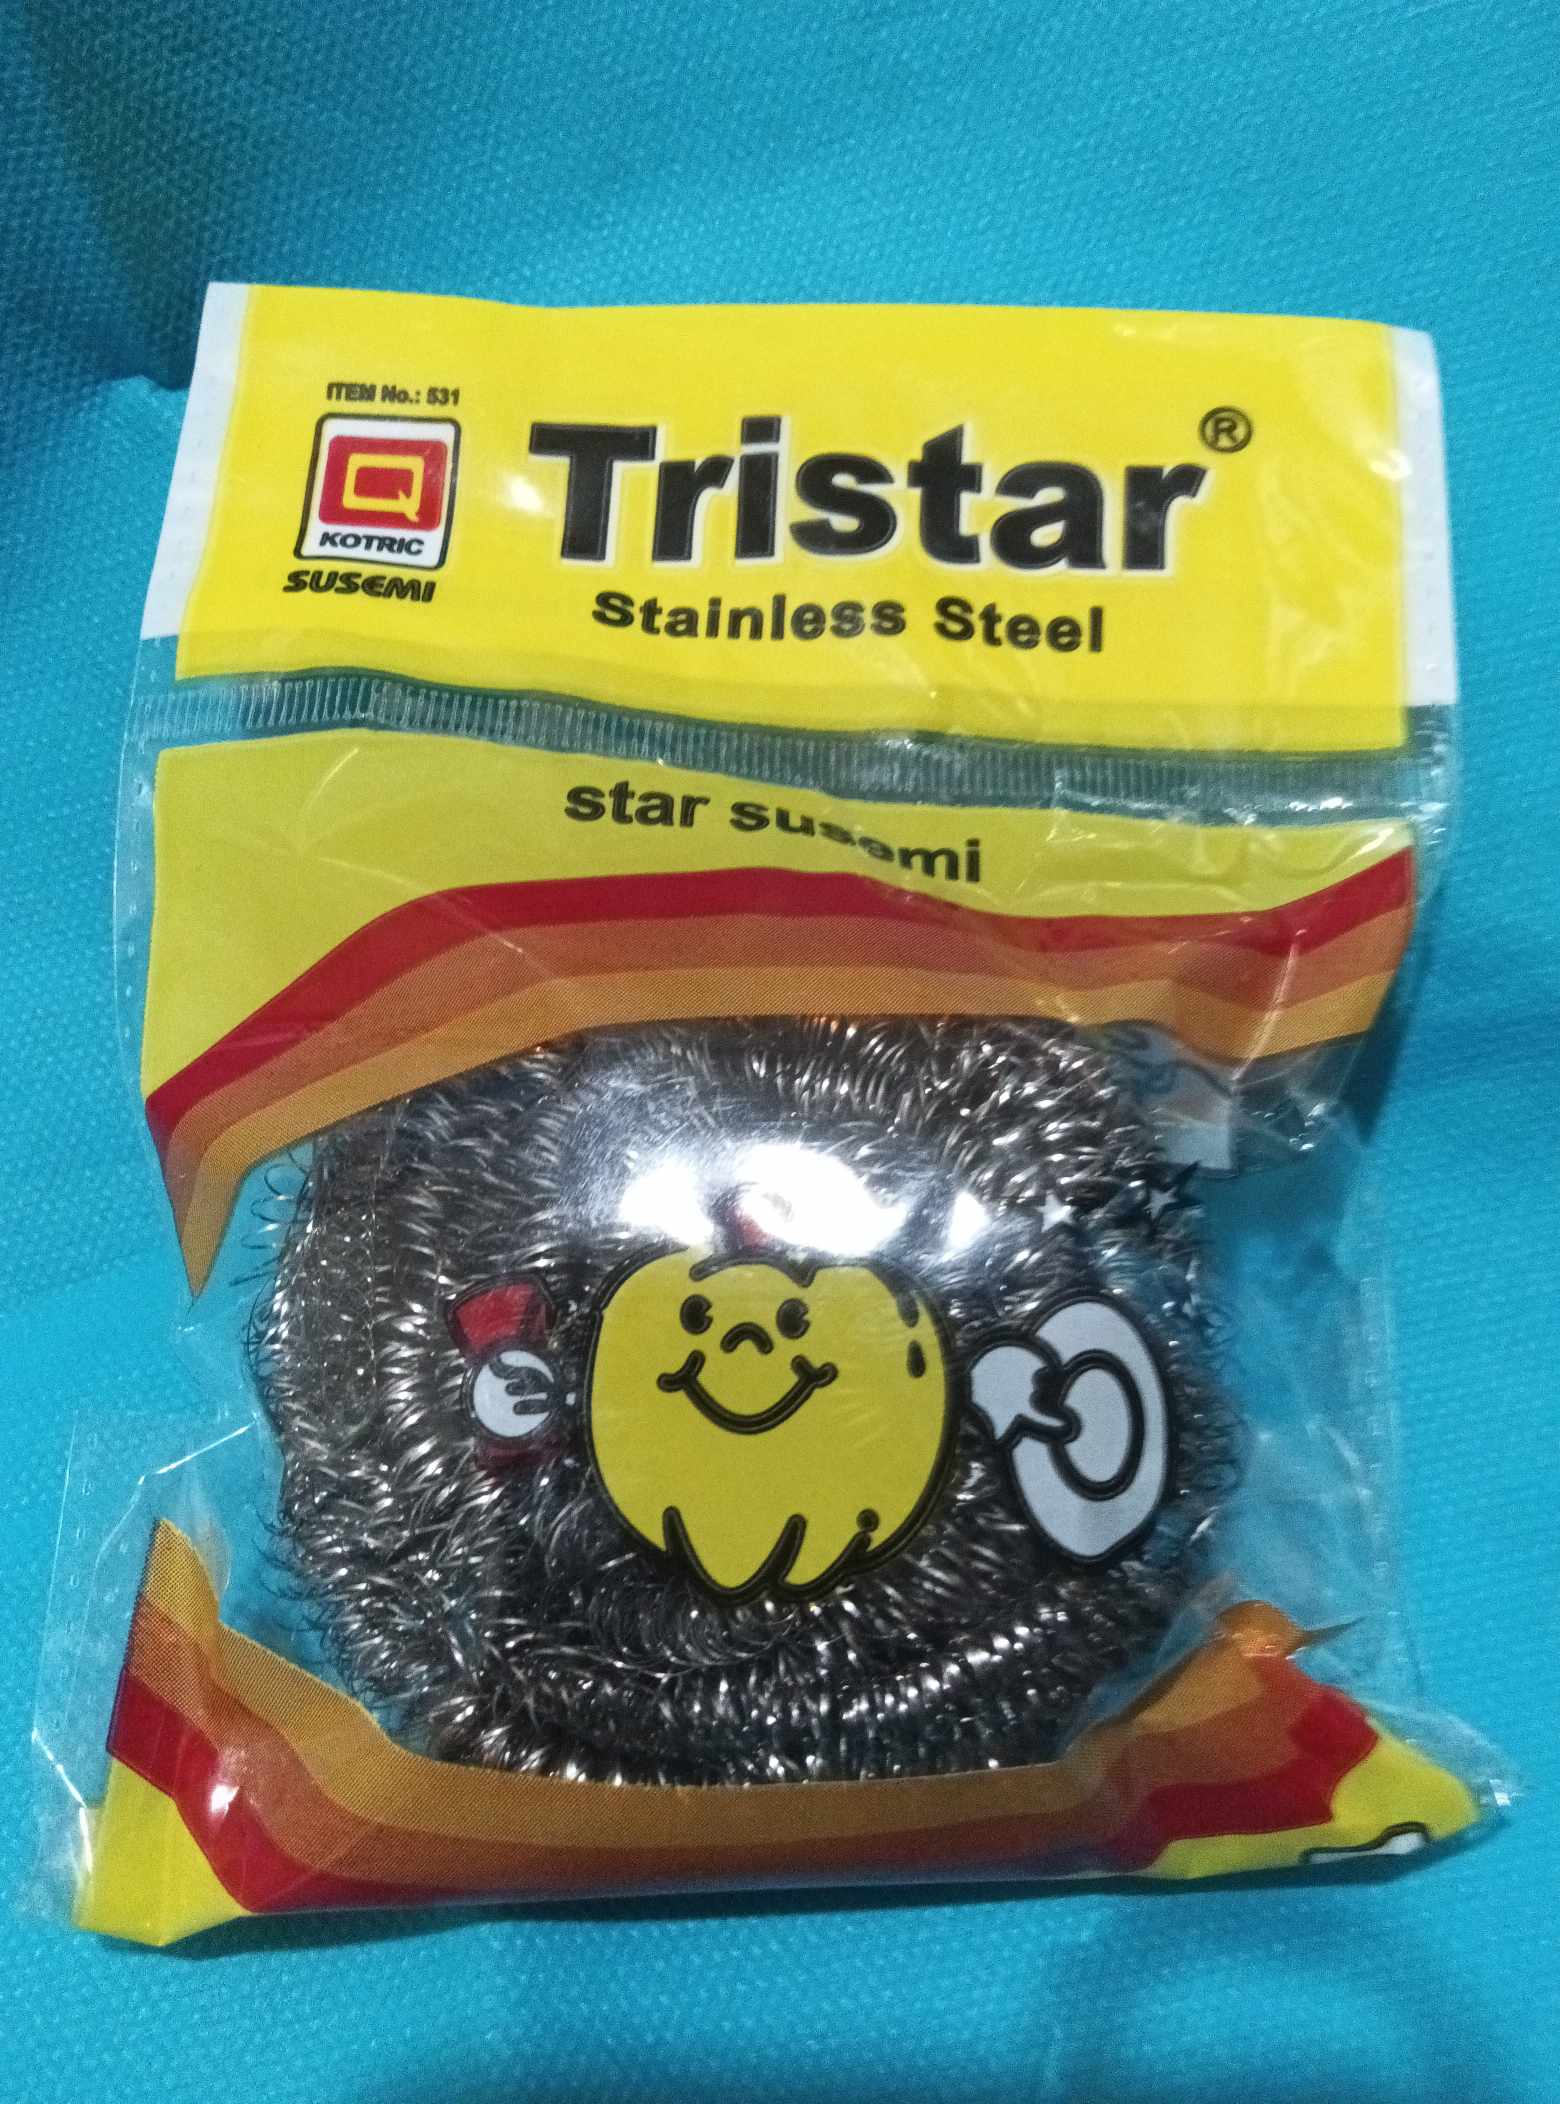 ITEM No.: 531
Q
KOTRIC
SUSEMI
Tristar®
Stainless Steel
star susemi